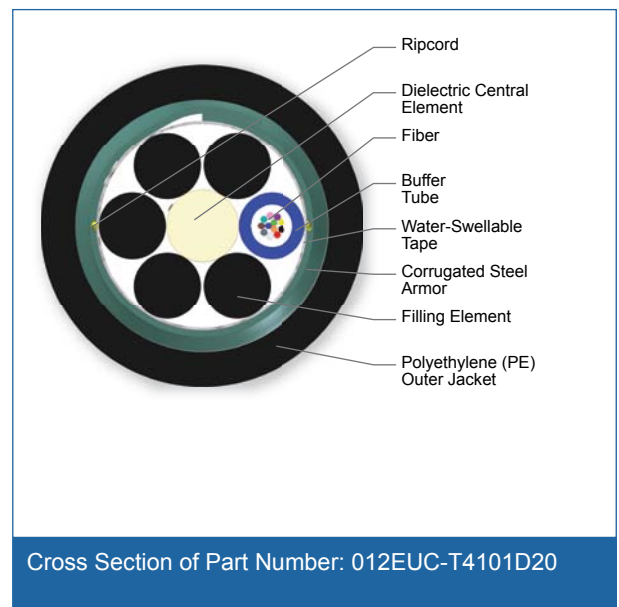 Ripcord
Dielectric Central
Element
Fiber
Buffer
Tube
Water-Swellable
Tape
Corrugated Steel
Armor
Filling Element
Polyethylene (PE)
Outer Jacket
Cross Section of Part Number: 012EUC-T4101D20